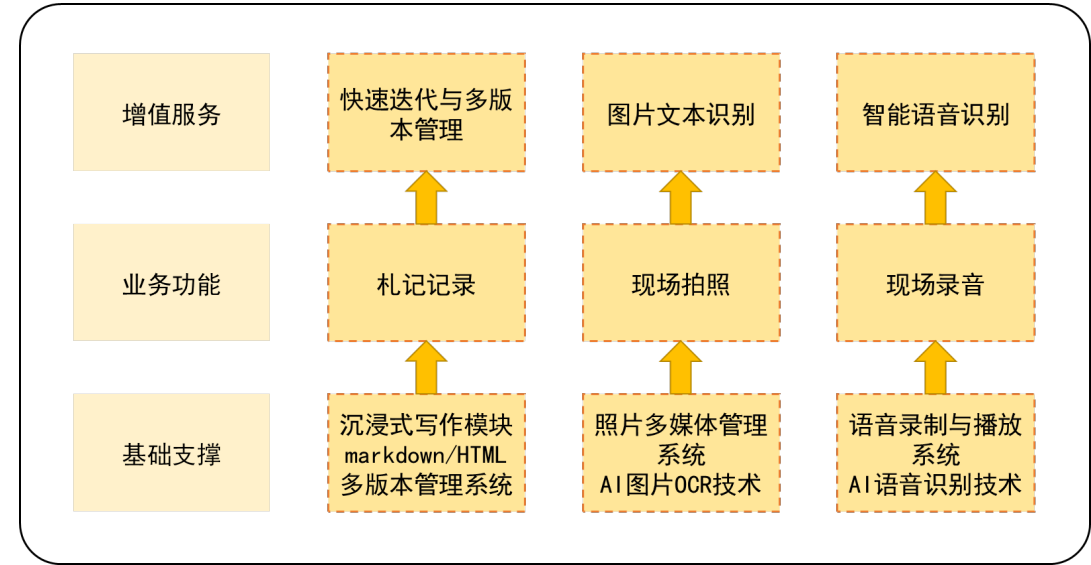 增值服务
快速迭代与多版
本管理
图片文本识别
智能语音识别
业务功能
札记记录
现场拍照
现场录音
基础支撑
沉浸式写作模块
markdown/HTML
多版本管理系统
照片多媒体管理
系统
AI图片OCR技术
语音录制与播放
系统
AI语音识别技术